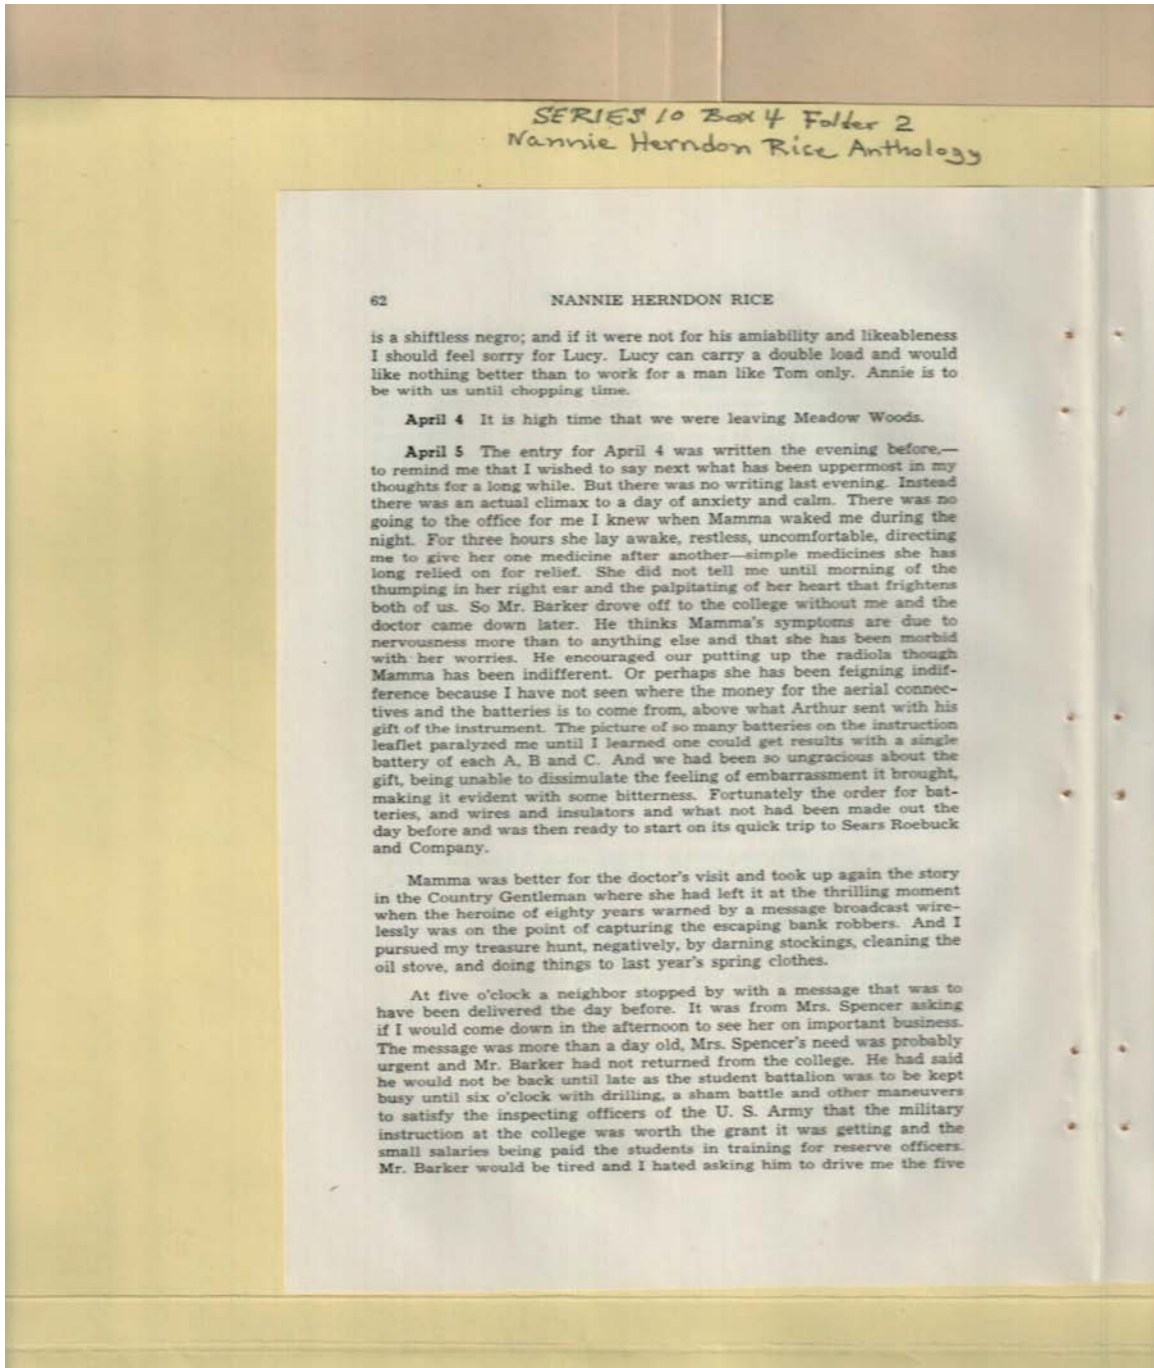 SERIES 10 Box 4 Folder 2
Nannie Herndon Rice Anthology
62 NANNIE HERNDON RICE
is a shiftless negro; and if it were not for his amiability and likeableness
I should feel sorry for Lucy. Lucy can carry a double load and would
like nothing better than to work for a man like Tom only. Annie is to
be with us until chopping time.
April 4 It is high time that we were leaving Meadow Woods.
April 5 The entry for April 4 was written the evening before,—
to remind me that I wished to say next what has been uppermost in my
thoughts for a long while. But there was no writing last evening. Instead
there was an actual climax to a day of anxiety and calm. There was no
going to the office for me I knew when Mamma waked me during the
night. For three hours she lay awake, restless, uncomfortable, directing
me to give her one medicine after another—simple medicines she has
long relied on for relief. She did not tell me until morning of the
thumping in her right ear and the palpitating of her heart that frightens
both of us. So Mr. Barker drove off to the college without me and the
doctor came down later. He thinks Mamma's symptoms are due to
nervousness more than to anything else and that she has been morbid
with her worries. He encouraged our putting up the radiola though
Mamma has been indifferent. Or perhaps she has been feigning indif-
ference because I have not seen where the money for the aerial connec-
tives and the batteries is to come from, above what Arthur sent with his
gift of the instrument. The picture of so many batteries on the instruction
leaflet paralyzed me until I learned one could get results with a single
battery of each A, B and C. And we had been so ungracious about the
gift, being unable to dissimulate the feeling of embarrassment it brought,
making it evident with some bitterness. Fortunately the order for bat-
teries, and wires and insulators and what not had been made out the
day before and was then ready to start on its quick trip to Sears Roebuck
and Company.
Mamma was better for the doctor's visit and took up again the story
in the Country Gentleman where she had left it at the thrilling moment
when the heroine of eighty years warned by a message broadcast wire-
lessly was on the point of capturing the escaping bank robbers. And I
pursued my treasure hunt, negatively, by darning stockings, cleaning the
oil stove, and doing things to last year's spring clothes.
At five o'clock a neighbor stopped by with a message that was to
have been delivered the day before. It was from Mrs. Spencer asking
if I would come down in the afternoon to see her on important business.
The message was more than a day old, Mrs. Spencer's need was probably
urgent and Mr. Barker had not returned from the college. He had said
he would not be back until late as the student battalion was to be kept
busy until six o'clock with drilling, a sham battle and other maneuvers
to satisfy the inspecting officers of the U. S. Army that the military
instruction at the college was worth the grant it was getting and the
small salaries being paid the students in training for reserve officers.
Mr. Barker would be tired and I hated asking him to drive me the five